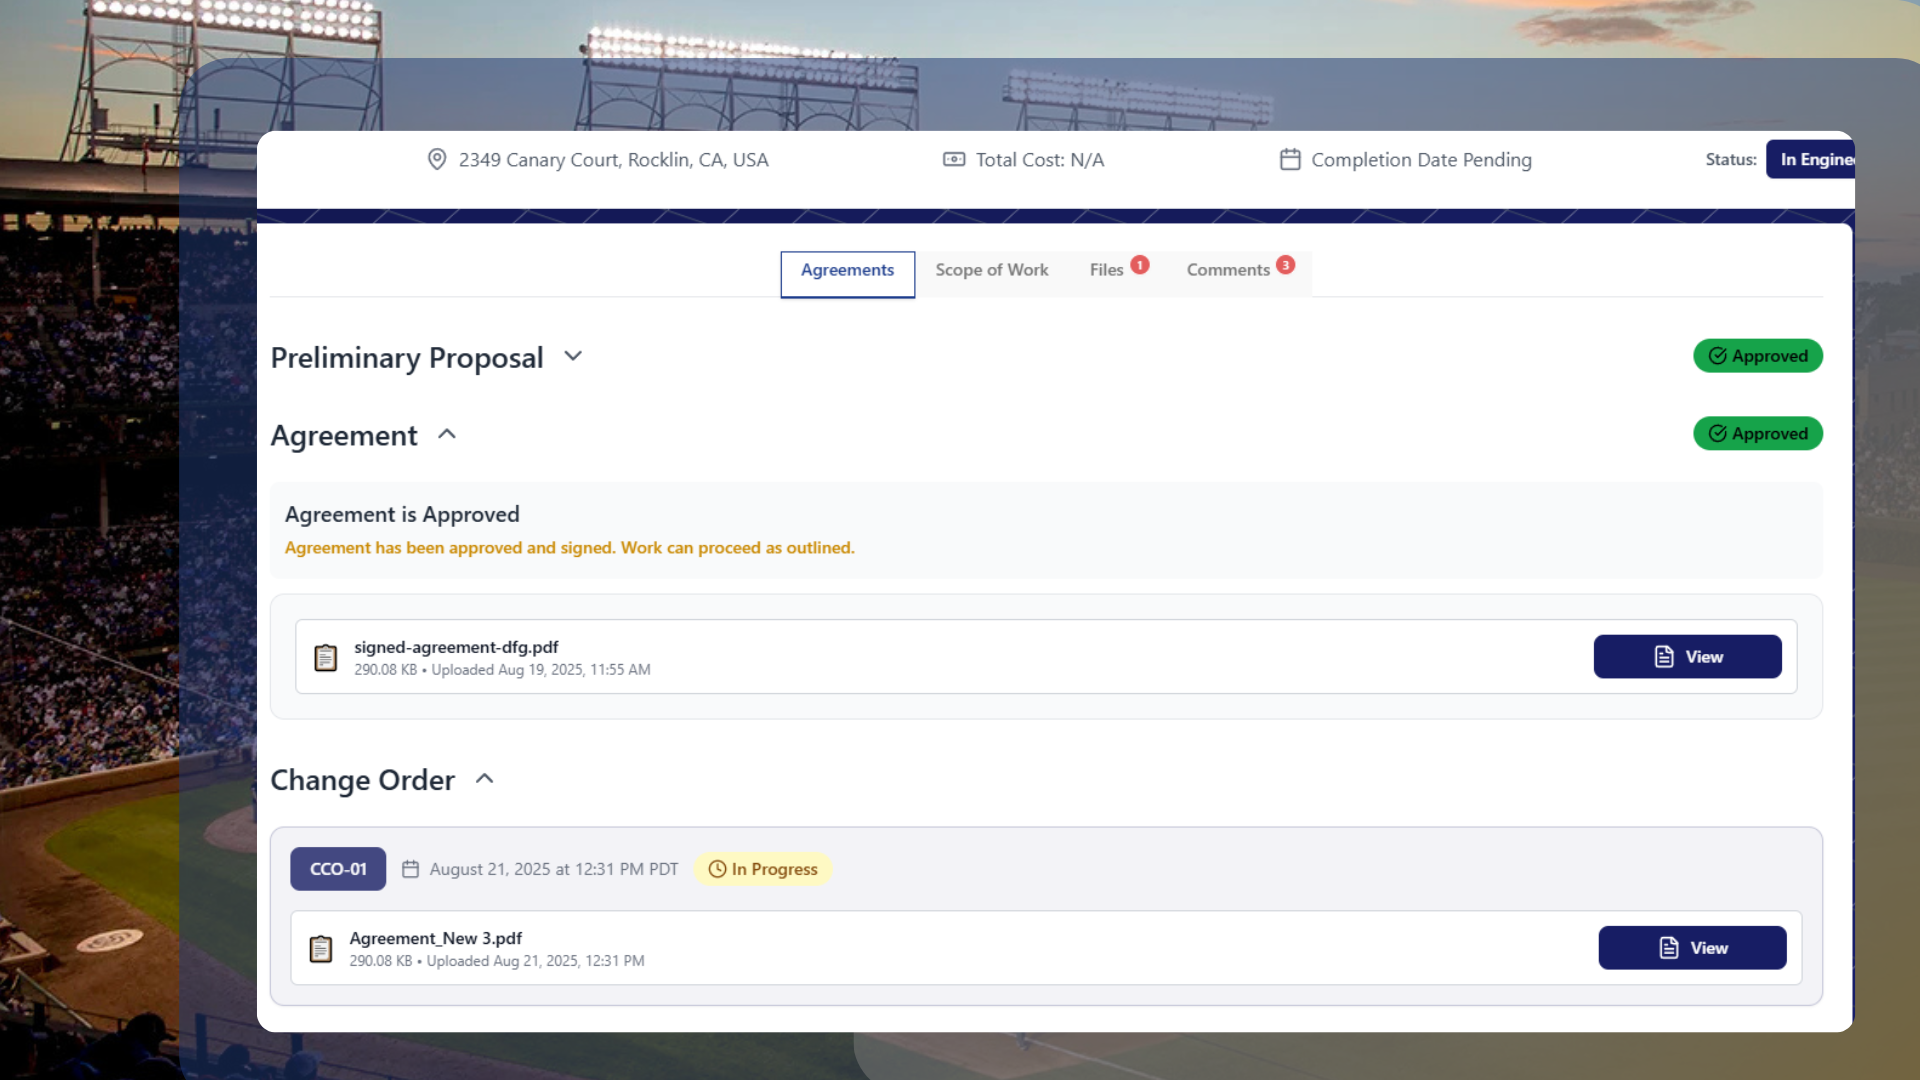 2349 Canary Court, Rocklin, CA, USA
Total Cost: N/A
Completion Date Pending
Status:
In Engine
Agreements
Scope of Work
Files 1
Comments 3
Preliminary Proposal
Approved
Agreement
Approved
Agreement is Approved
Agreement has been approved and signed. Work can proceed as outlined.
signed-agreement-dfg.pdf
290.08 KB • Uploaded Aug 19, 2025, 11:55 AM
View
Change Order
CCO-01
August 21, 2025 at 12:31 PM PDT
In Progress
Agreement_New 3.pdf
290.08 KB • Uploaded Aug 21, 2025, 12:31 PM
View